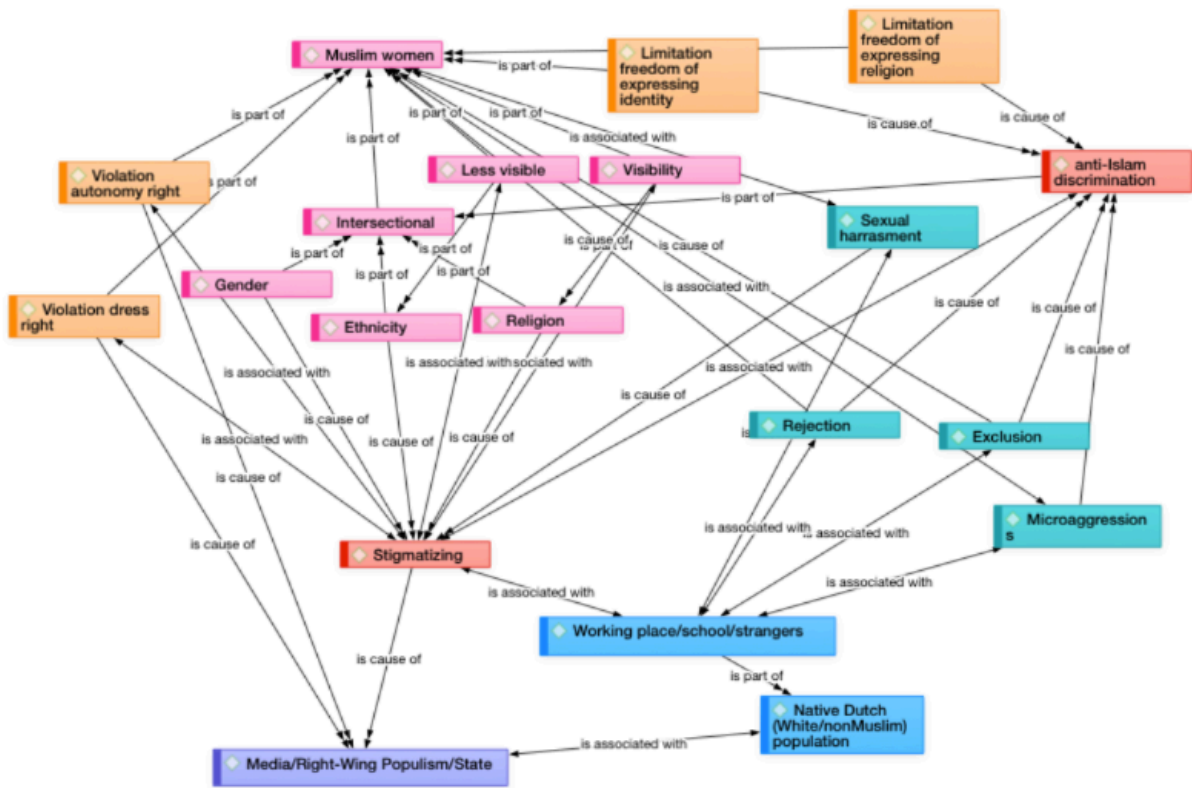 Muslim women
Limitation
freedom of
expressing
identity
Limitation
freedom of
expressing
religion
is part of
is cause of
is cause of
is part of
is part of
is part of
is associated with
is part of
Violation
autonomy right
Less visible
Visibility
anti-Islam
discrimination
is part of
is part of
Intersectional
Sexual
harrasment
is part of
is part of
is part of
is cause of
is cause of
Gender
is associated with
Violation dress
right
Ethnicity
Religion
is cause of
is cause of
is associated with
is associated with
is associated with
is cause of
is cause of
is cause of
is cause of
is associated with
Rejection
Exclusion
is cause of
Microaggression
s
is associated with
is associated with
is cause of
Stigmatizing
is associated with
is associated with
Working place/school/strangers
is cause of
is part of
Native Dutch
(White/nonMuslim)
population
is associated with
Media/Right-Wing Populism/State